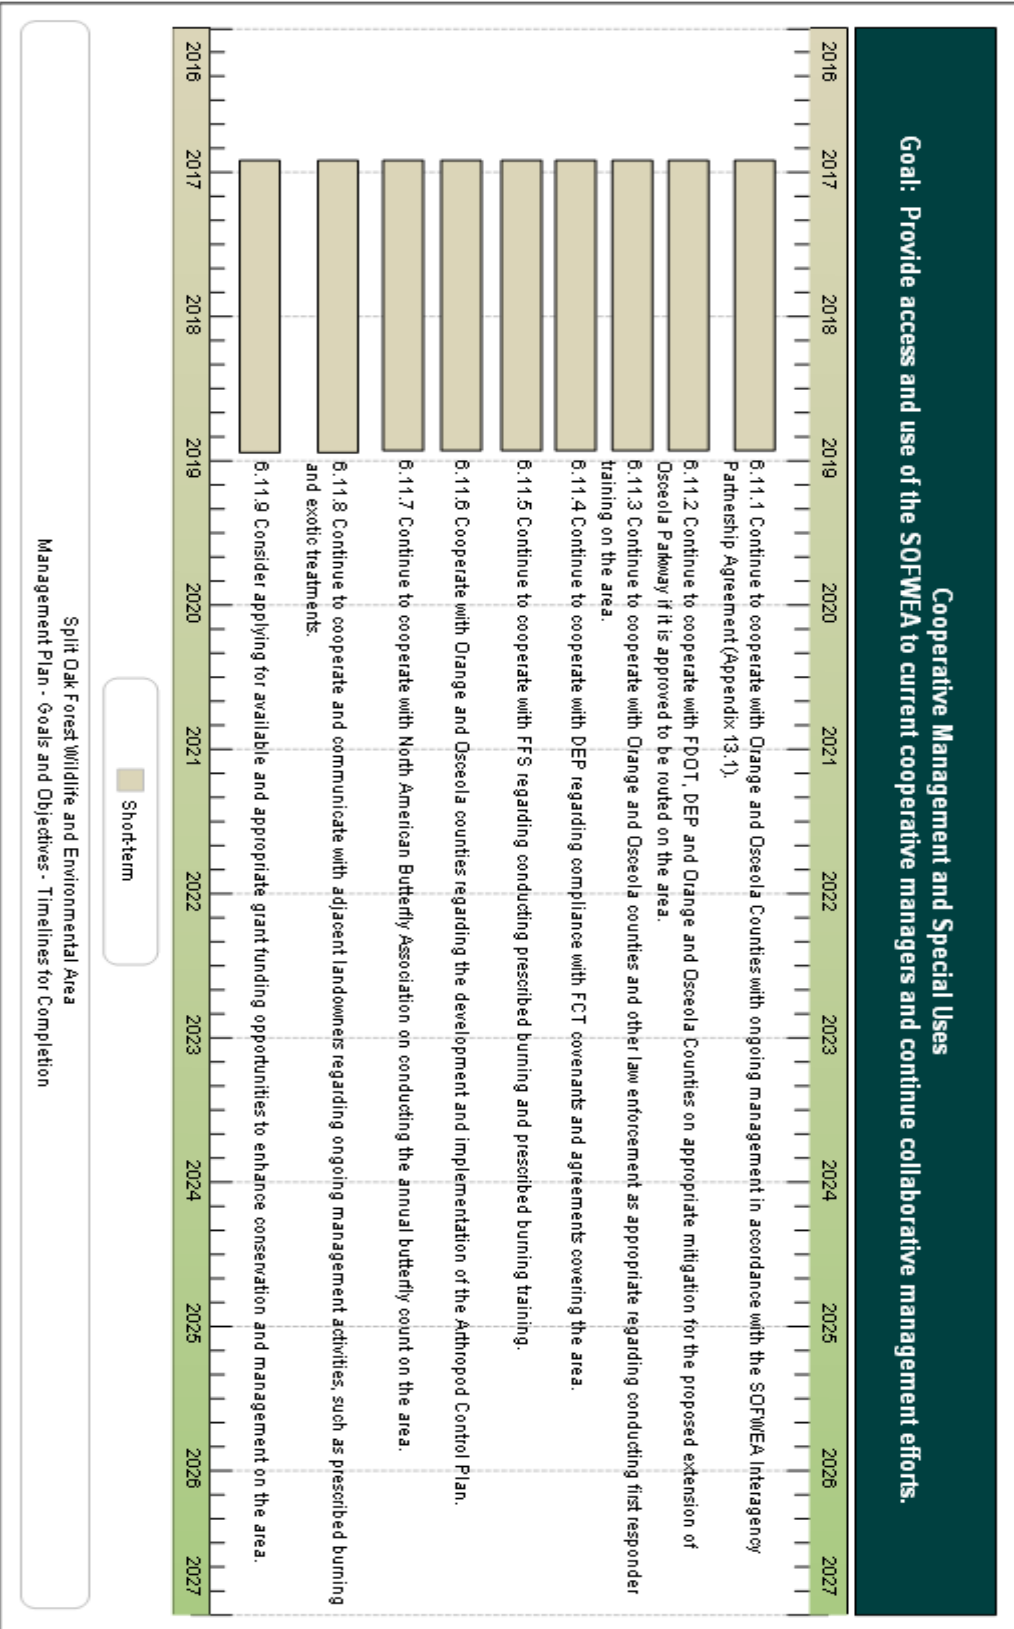 Cooperative Management and Special Uses
Goal:  Provide access and use of the SOFWEA to current cooperative managers and continue collaborative management efforts.
2016 2017 2018 2019 2020 2021 2022 2023 2024 2025 2026 2027
6.11.1 Continue to cooperate with Orange and Osceola Counties with ongoing management in accordance with the SOFWEA Interagency
Partnership Agreement (Appendix 13.1).
6.11.2 Continue to cooperate with FDOT, DEP and Orange and Osceola Counties on appropriate mitigation for the proposed extension of
Osceola Parkway if it is approved to be routed on the area.
6.11.3 Continue to cooperate with Orange and Osceola counties and other law enforcement as appropriate regarding conducting first responder
training on the area.
6.11.4 Continue to cooperate with DEP regarding compliance with FCT covenants and agreements covering the area.
6.11.5 Continue to cooperate with FFS regarding conducting prescribed burning and prescribed burning training.
6.11.6 Cooperate with Orange and Osceola counties regarding the development and implementation of the Arthropod Control Plan.
6.11.7 Continue to cooperate with North American Butterfly Association on conducting the annual butterfly count on the area.
6.11.8 Continue to cooperate and communicate with adjacent landowners regarding ongoing management activities, such as prescribed burning
and exotic treatments.
6.11.9 Consider applying for available and appropriate grant funding opportunities to enhance conservation and management on the area.
2016 2017 2018 2019 2020 2021 2022 2023 2024 2025 2026 2027
Short-term
Split Oak Forest Wildlife and Environmental Area
Management Plan - Goals and Objectives - Timelines for Completion